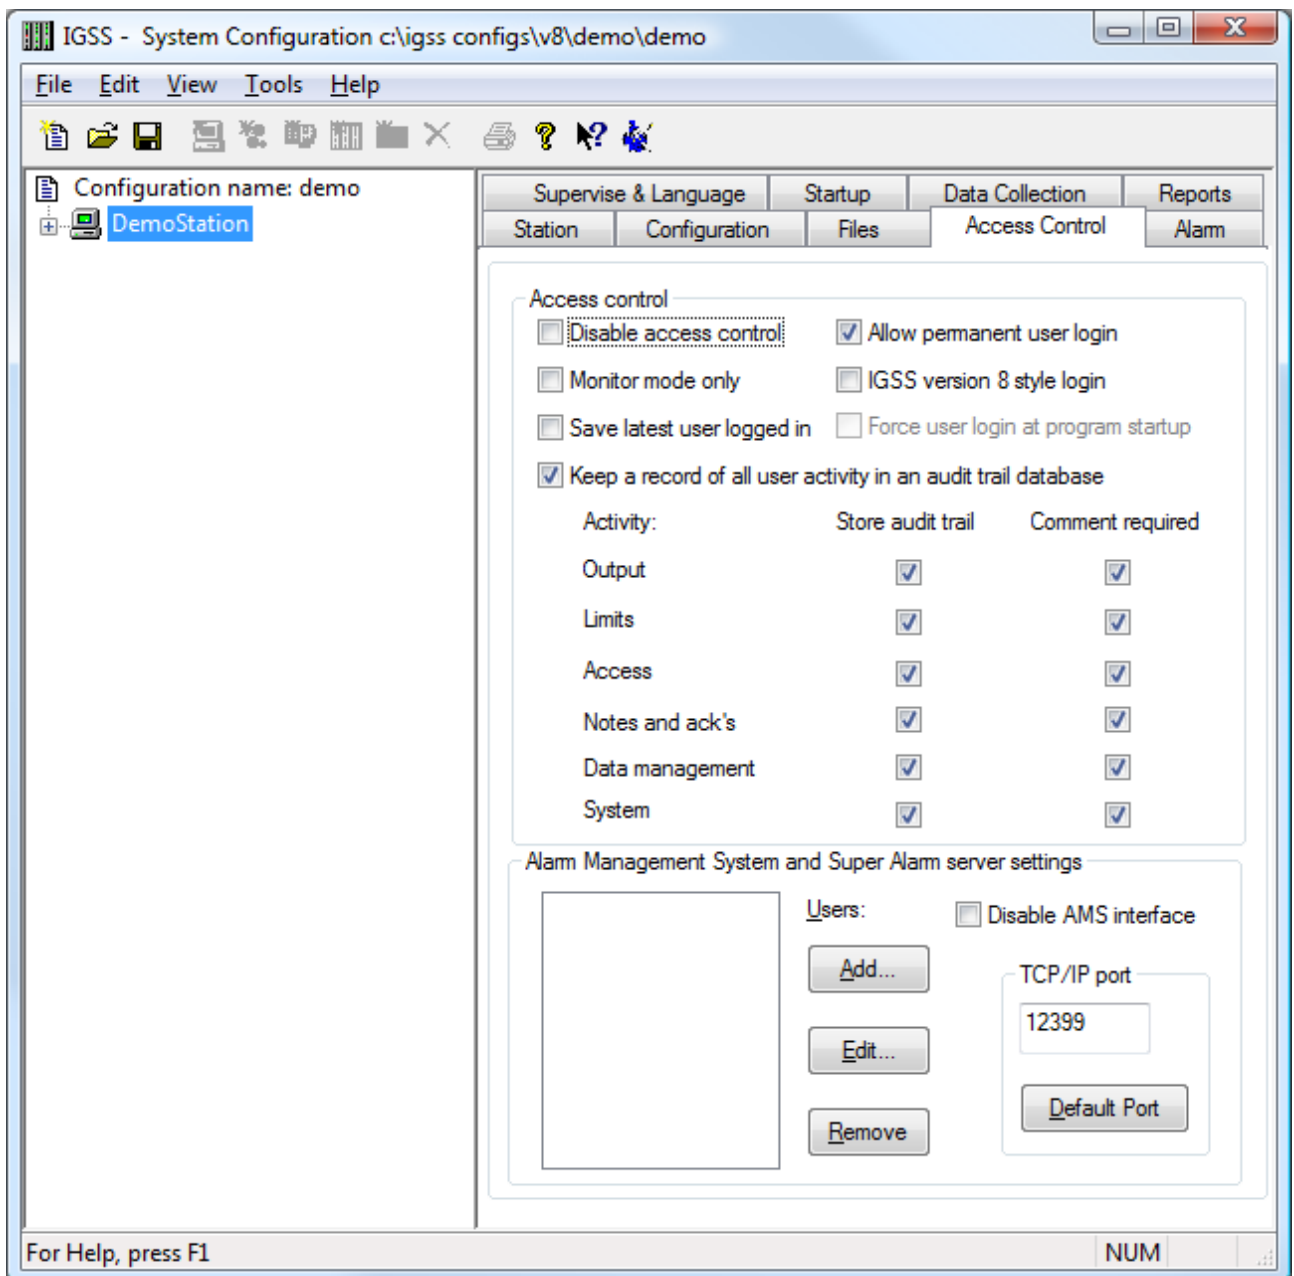 IGSS -  System Configuration c:\igss configs\v8\demo\demo
File Edit View Tools Help
Configuration name: demo
DemoStation
Supervise & Language Startup Data Collection Reports
Station Configuration Files Access Control Alarm
Access control
Disable access control Allow permanent user login
Monitor mode only IGSS version 8 style login
Save latest user logged in Force user login at program startup
Keep a record of all user activity in an audit trail database
Activity: Store audit trail Comment required
Output
Limits
Access
Notes and ack's
Data management
System
Alarm Management System and Super Alarm server settings
Users: Disable AMS interface
Add... TCP/IP port
12399
Edit...
Default Port
Remove
For Help, press F1 NUM